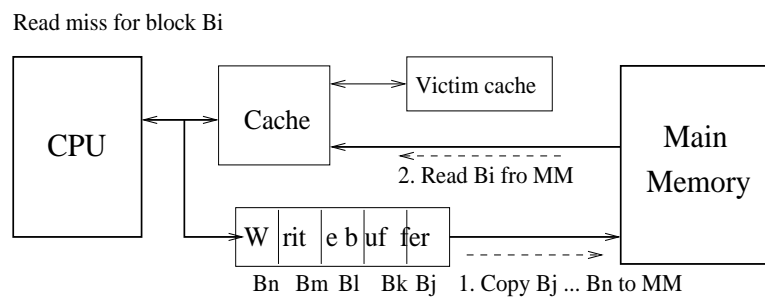 Read miss for block Bi
CPU
Cache
Victim cache
Main
Memory
2. Read Bi fro MM
W rit e b uf fer
Bn Bm Bl Bk Bj
1. Copy Bj ... Bn to MM